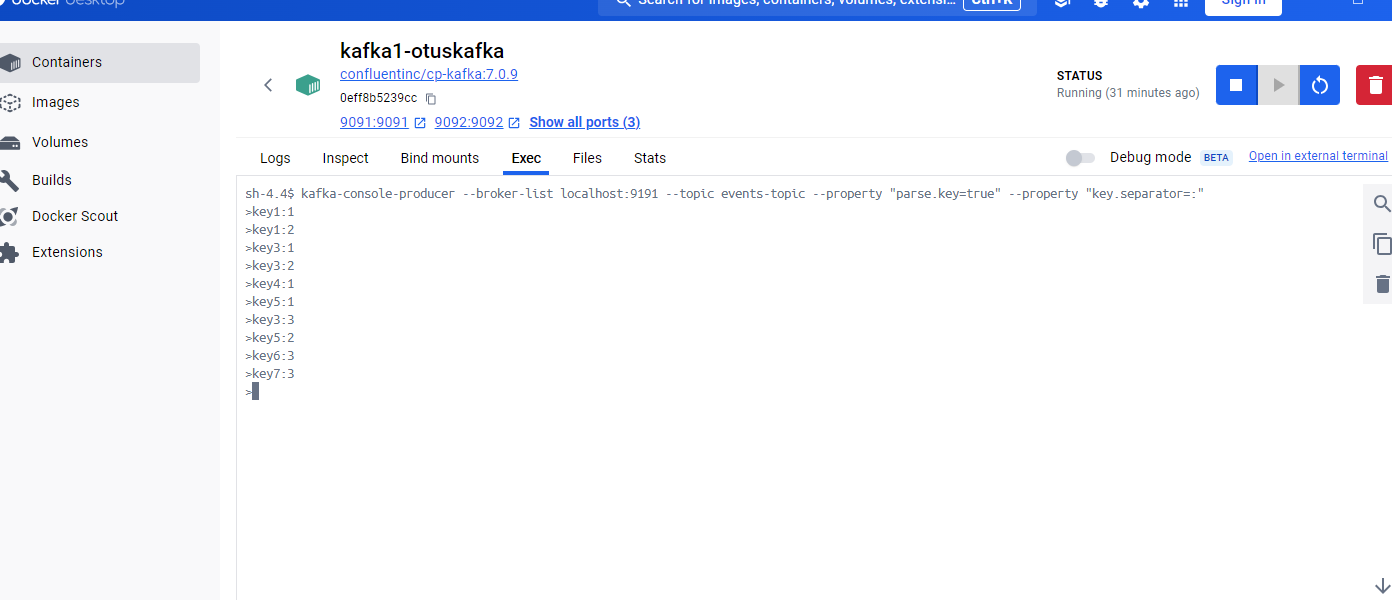 docker desktop
Search for images, containers, volumes, extensi...
Ctrl+K
Sign in
Containers
Images
Volumes
Builds
Docker Scout
Extensions
kafka1-otuskafka
confluentinc/cp-kafka:7.0.9
0eff8b5239cc
9091:9091 9092:9092 Show all ports (3)
STATUS
Running (31 minutes ago)
Logs Inspect Bind mounts Exec Files Stats
Debug mode BETA Open in external terminal
sh-4.4$ kafka-console-producer --broker-list localhost:9191 --topic events-topic --property "parse.key=true" --property "key.separator=:"
>key1:1
>key1:2
>key3:1
>key3:2
>key4:1
>key5:1
>key3:3
>key5:2
>key6:3
>key7:3
>